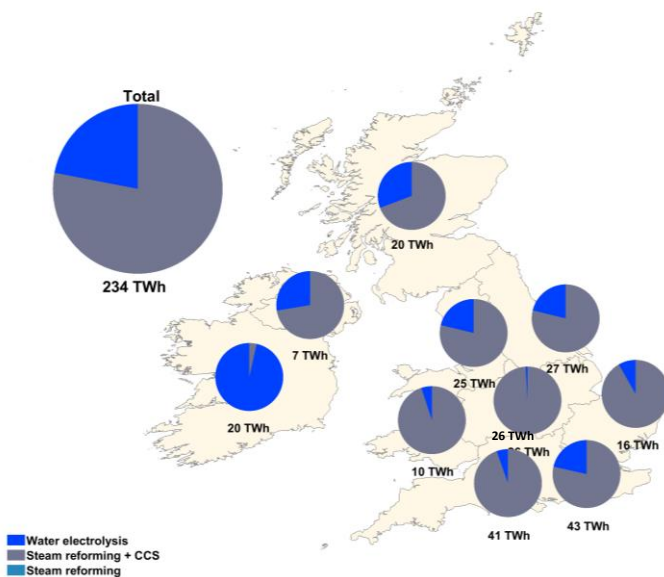 Total
234 TWh
20 TWh
7 TWh
20 TWh
25 TWh
27 TWh
26 TWh
16 TWh
10 TWh
41 TWh
43 TWh
Water electrolysis
Steam reforming + CCS
Steam reforming